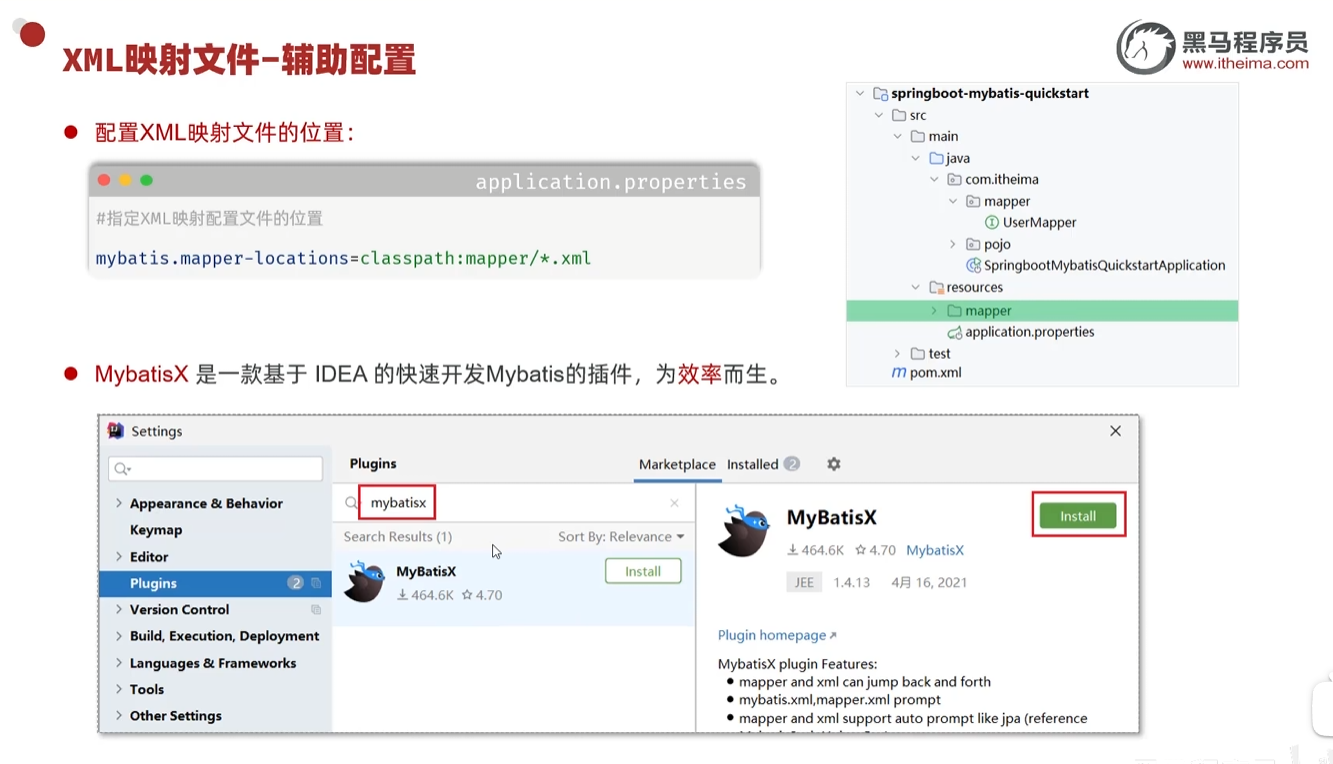 XML映射文件–辅助配置
黑马程序员
www.itheima.com
配置XML映射文件的位置：
application.properties
#指定XML映射配置文件的位置
mybatis.mapper-locations=classpath:mapper/*.xml
springboot-mybatis-quickstart
src
main
java
com.itheima
mapper
UserMapper
pojo
SpringbootMybatisQuickstartApplication
resources
mapper
application.properties
test
pom.xml
MybatisX 是一款基于 IDEA 的快速开发Mybatis的插件，为效率而生。
Settings
Appearance & Behavior
Keymap
Editor
Plugins 2
Version Control
Build, Execution, Deployment
Languages & Frameworks
Tools
Other Settings
Plugins
Marketplace Installed 2
mybatisx
Search Results (1) Sort By: Relevance
MyBatisX
Install
464.6K 4.70
MyBatisX
Install
464.6K 4.70 MybatisX
JEE 1.4.13 4月 16, 2021
Plugin homepage
MybatisX plugin Features:
mapper and xml can jump back and forth
mybatis.xml,mapper.xml prompt
mapper and xml support auto prompt like jpa (reference